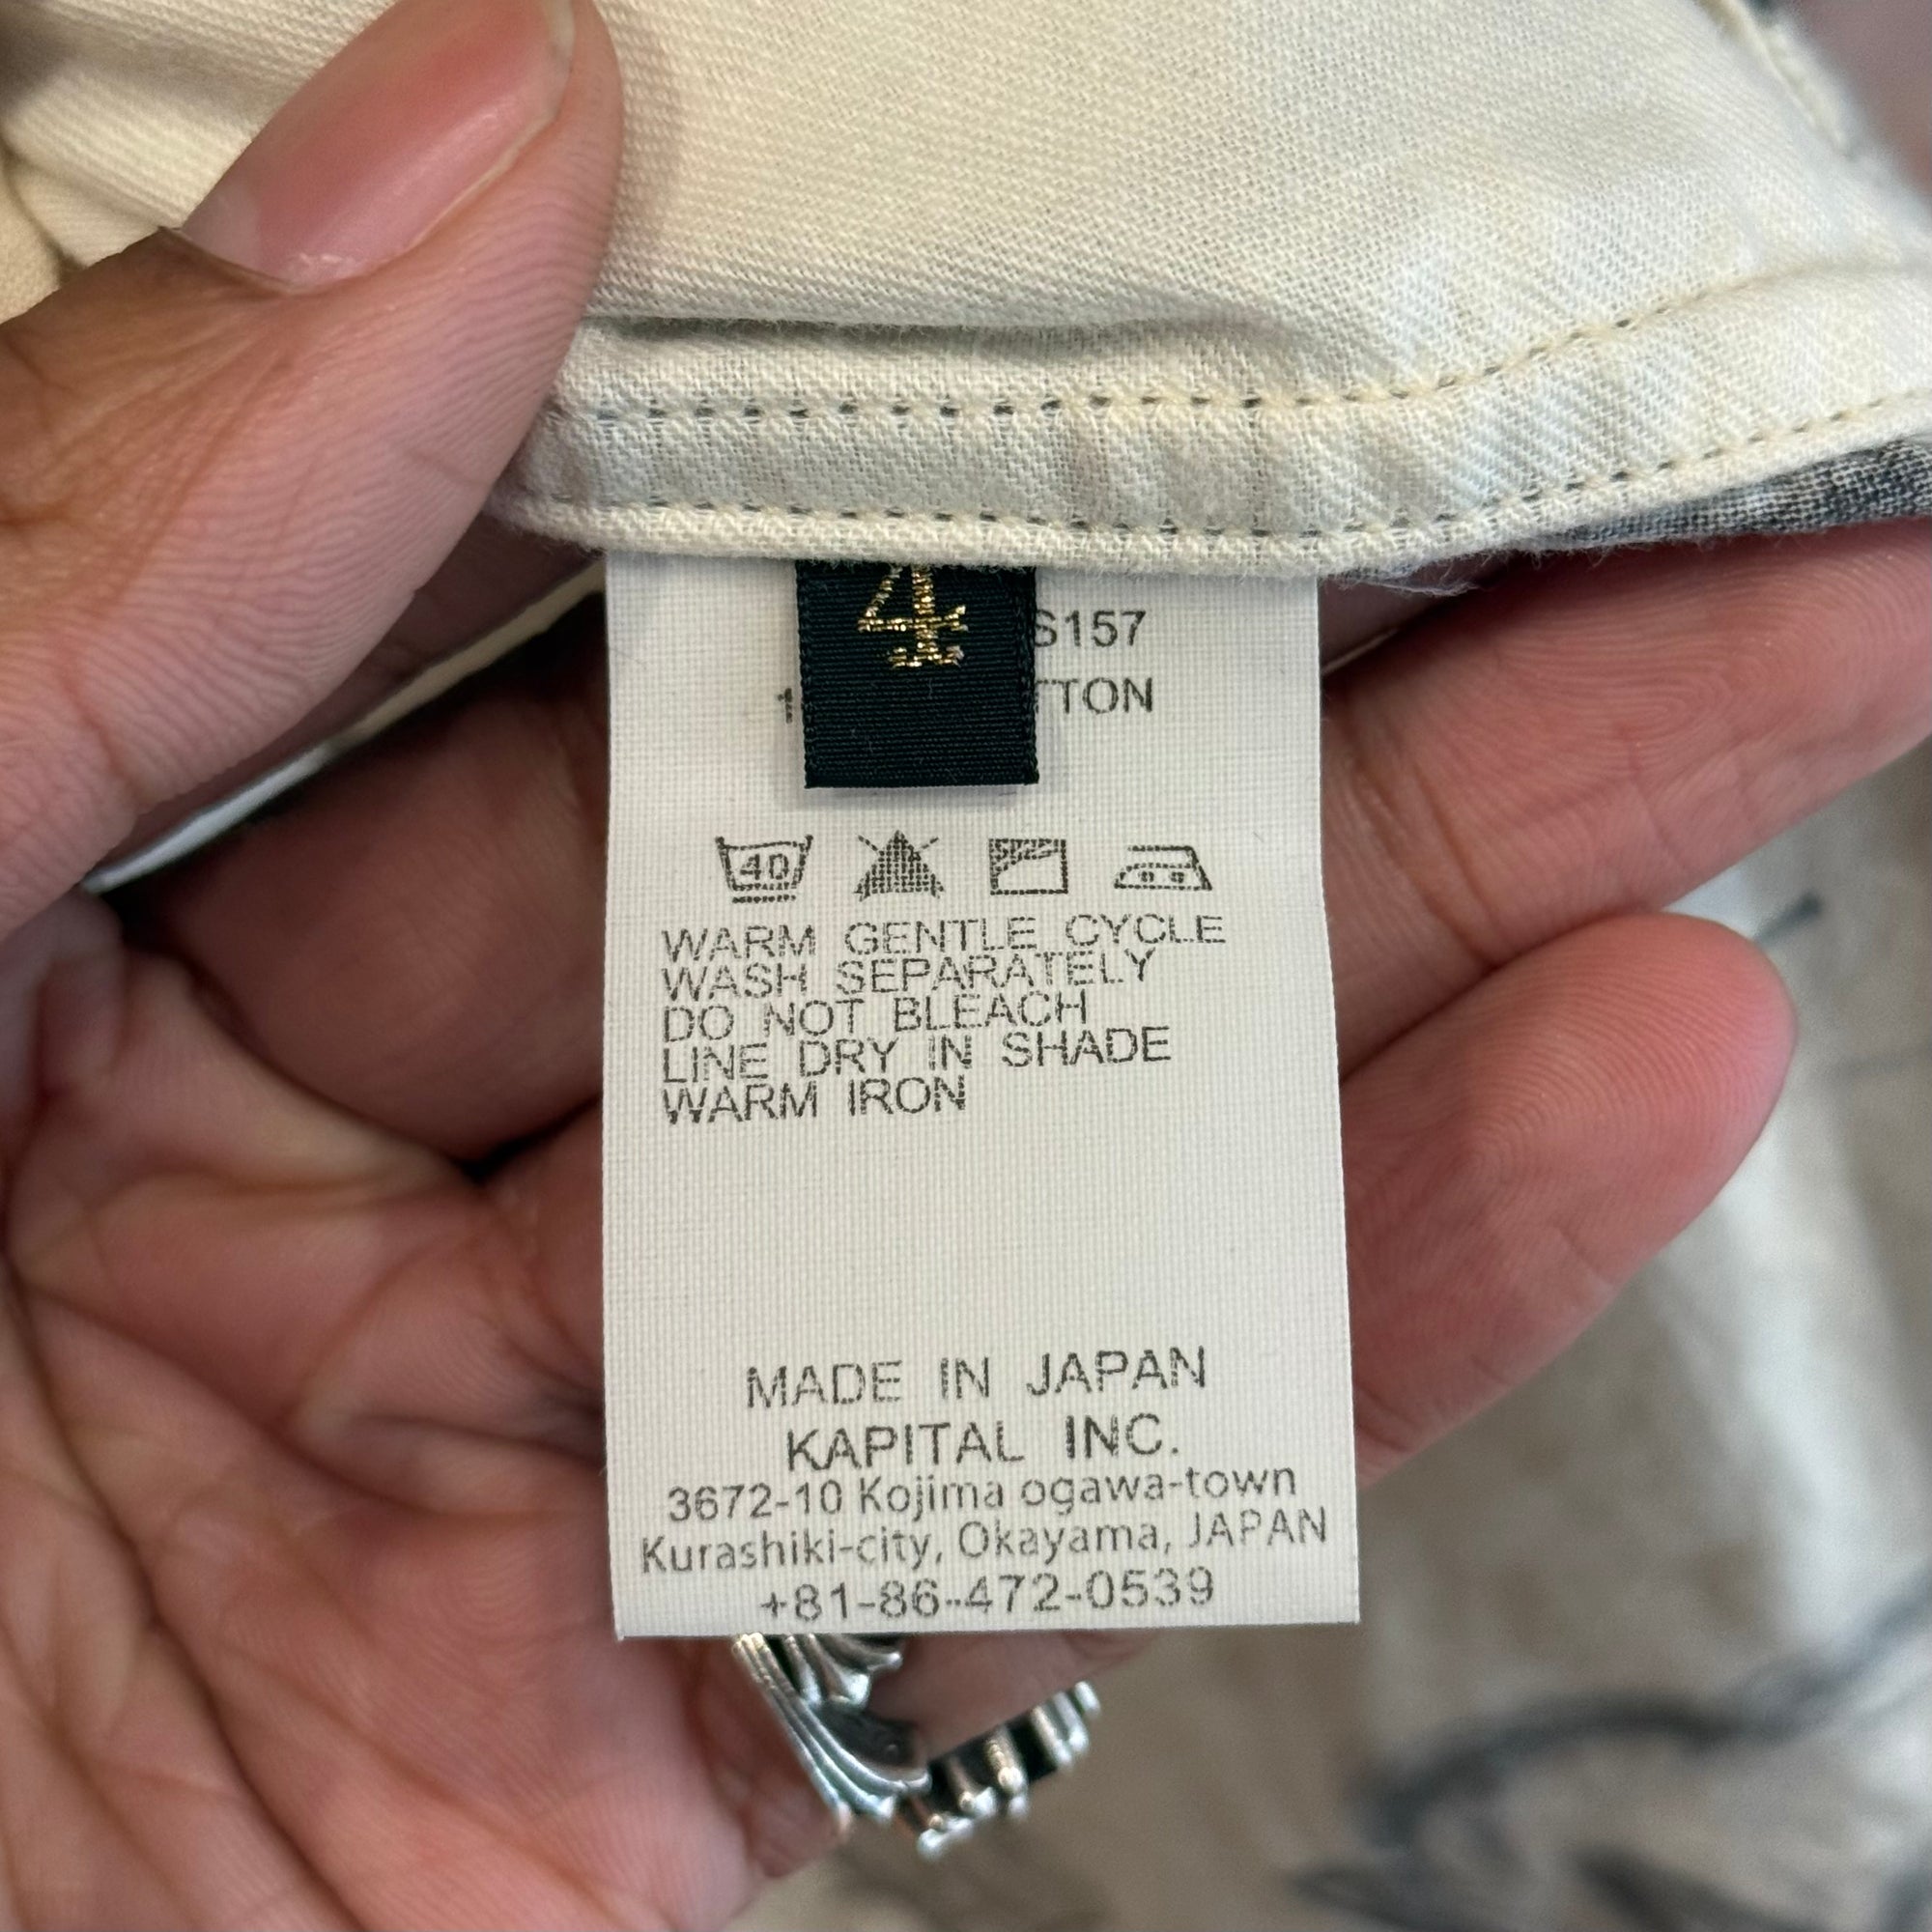 4
S157
TTON
40
WARM GENTLE CYCLE
WASH SEPARATELY
DO NOT BLEACH
LINE DRY IN SHADE
WARM IRON
MADE IN JAPAN
KAPITAL INC.
3672-10 Kojima ogawa-town
Kurashiki-city, Okayama, JAPAN
+81-86-472-0539